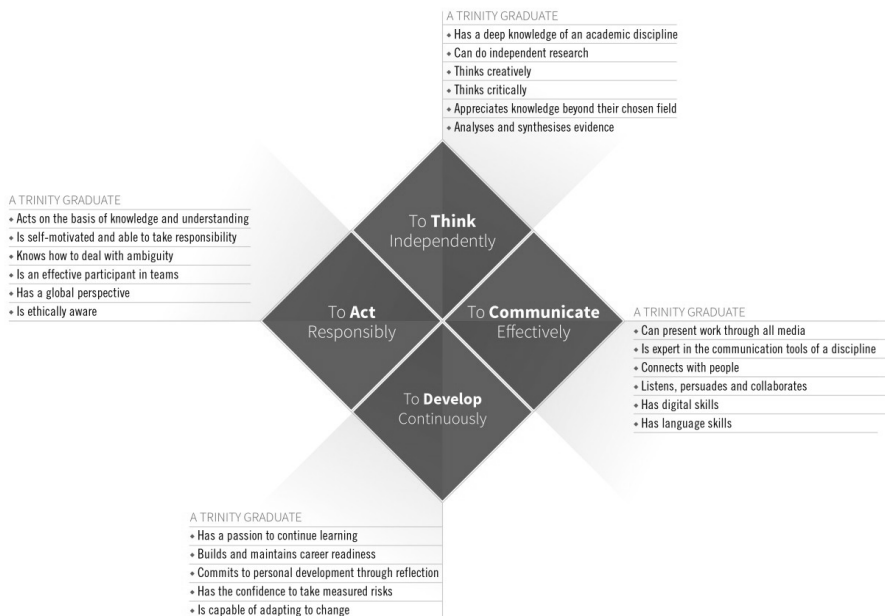 A TRINITY GRADUATE
• Has a deep knowledge of an academic discipline
• Can do independent research
• Thinks creatively
• Thinks critically
• Appreciates knowledge beyond their chosen field
• Analyses and synthesises evidence
A TRINITY GRADUATE
• Acts on the basis of knowledge and understanding
• Is self-motivated and able to take responsibility
• Knows how to deal with ambiguity
• Is an effective participant in teams
• Has a global perspective
• Is ethically aware
To Think
Independently
To Act
Responsibly
To Communicate
Effectively
To Develop
Continuously
A TRINITY GRADUATE
• Can present work through all media
• Is expert in the communication tools of a discipline
• Connects with people
• Listens, persuades and collaborates
• Has digital skills
• Has language skills
A TRINITY GRADUATE
• Has a passion to continue learning
• Builds and maintains career readiness
• Commits to personal development through reflection
• Has the confidence to take measured risks
• Is capable of adapting to change